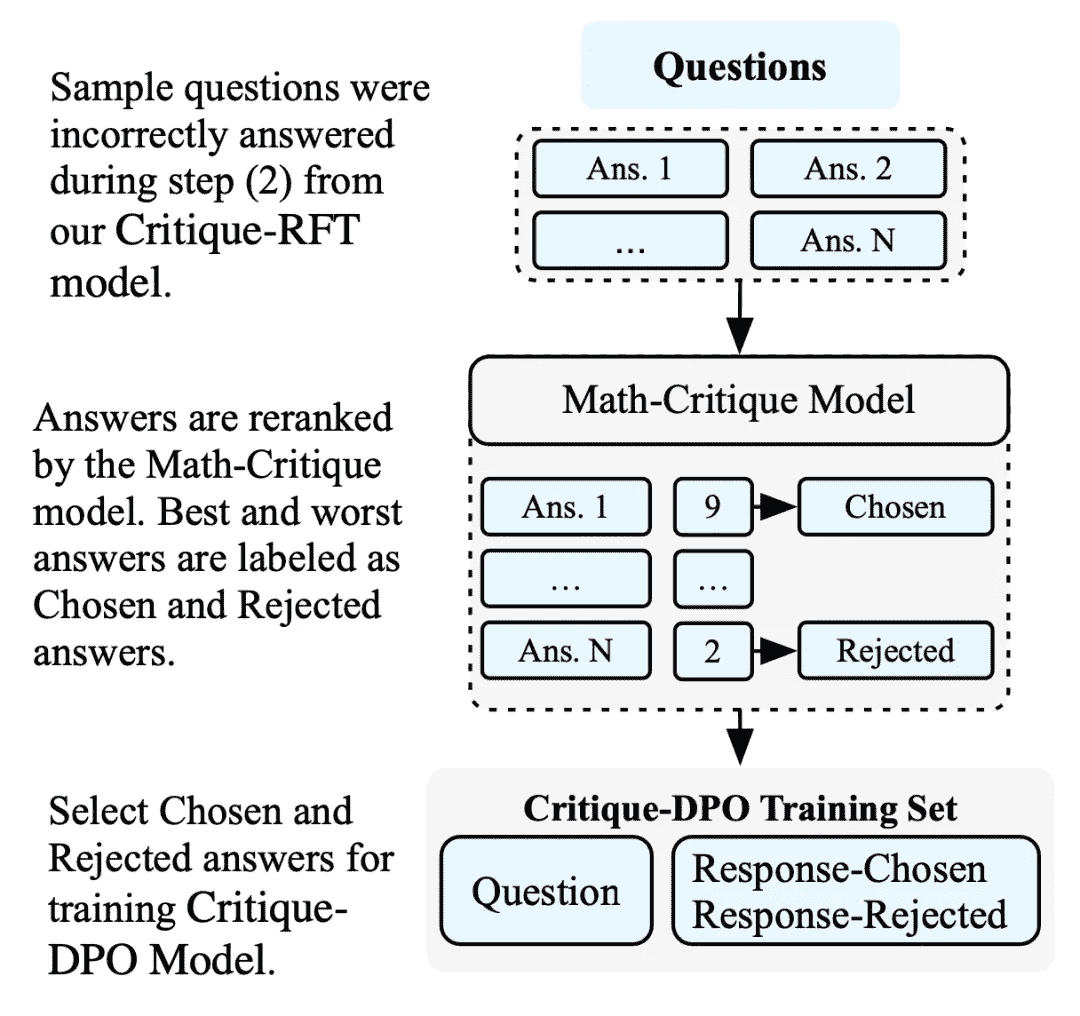 Questions
Sample questions were
incorrectly answered
during step (2) from
our Critique-RFT
model.
Ans. 1
Ans. 2
...
Ans. N
Math-Critique Model
Answers are reranked
by the Math-Critique
model. Best and worst
answers are labeled as
Chosen and Rejected
answers.
Ans. 1
9
Chosen
...
...
Ans. N
2
Rejected
Select Chosen and
Rejected answers for
training Critique-
DPO Model.
Critique-DPO Training Set
Question
Response-Chosen
Response-Rejected